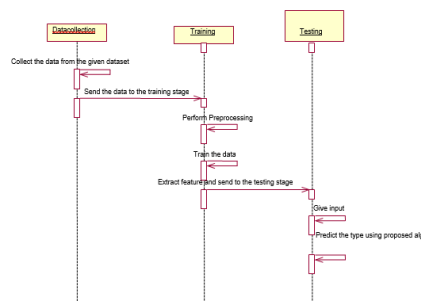 Datacollection
Training
Testing
Collect the data from the given dataset
Send the data to the training stage
Perform Preprocessing
Train the data
Extract feature and send to the testing stage
Give input
Predict the type using proposed alg